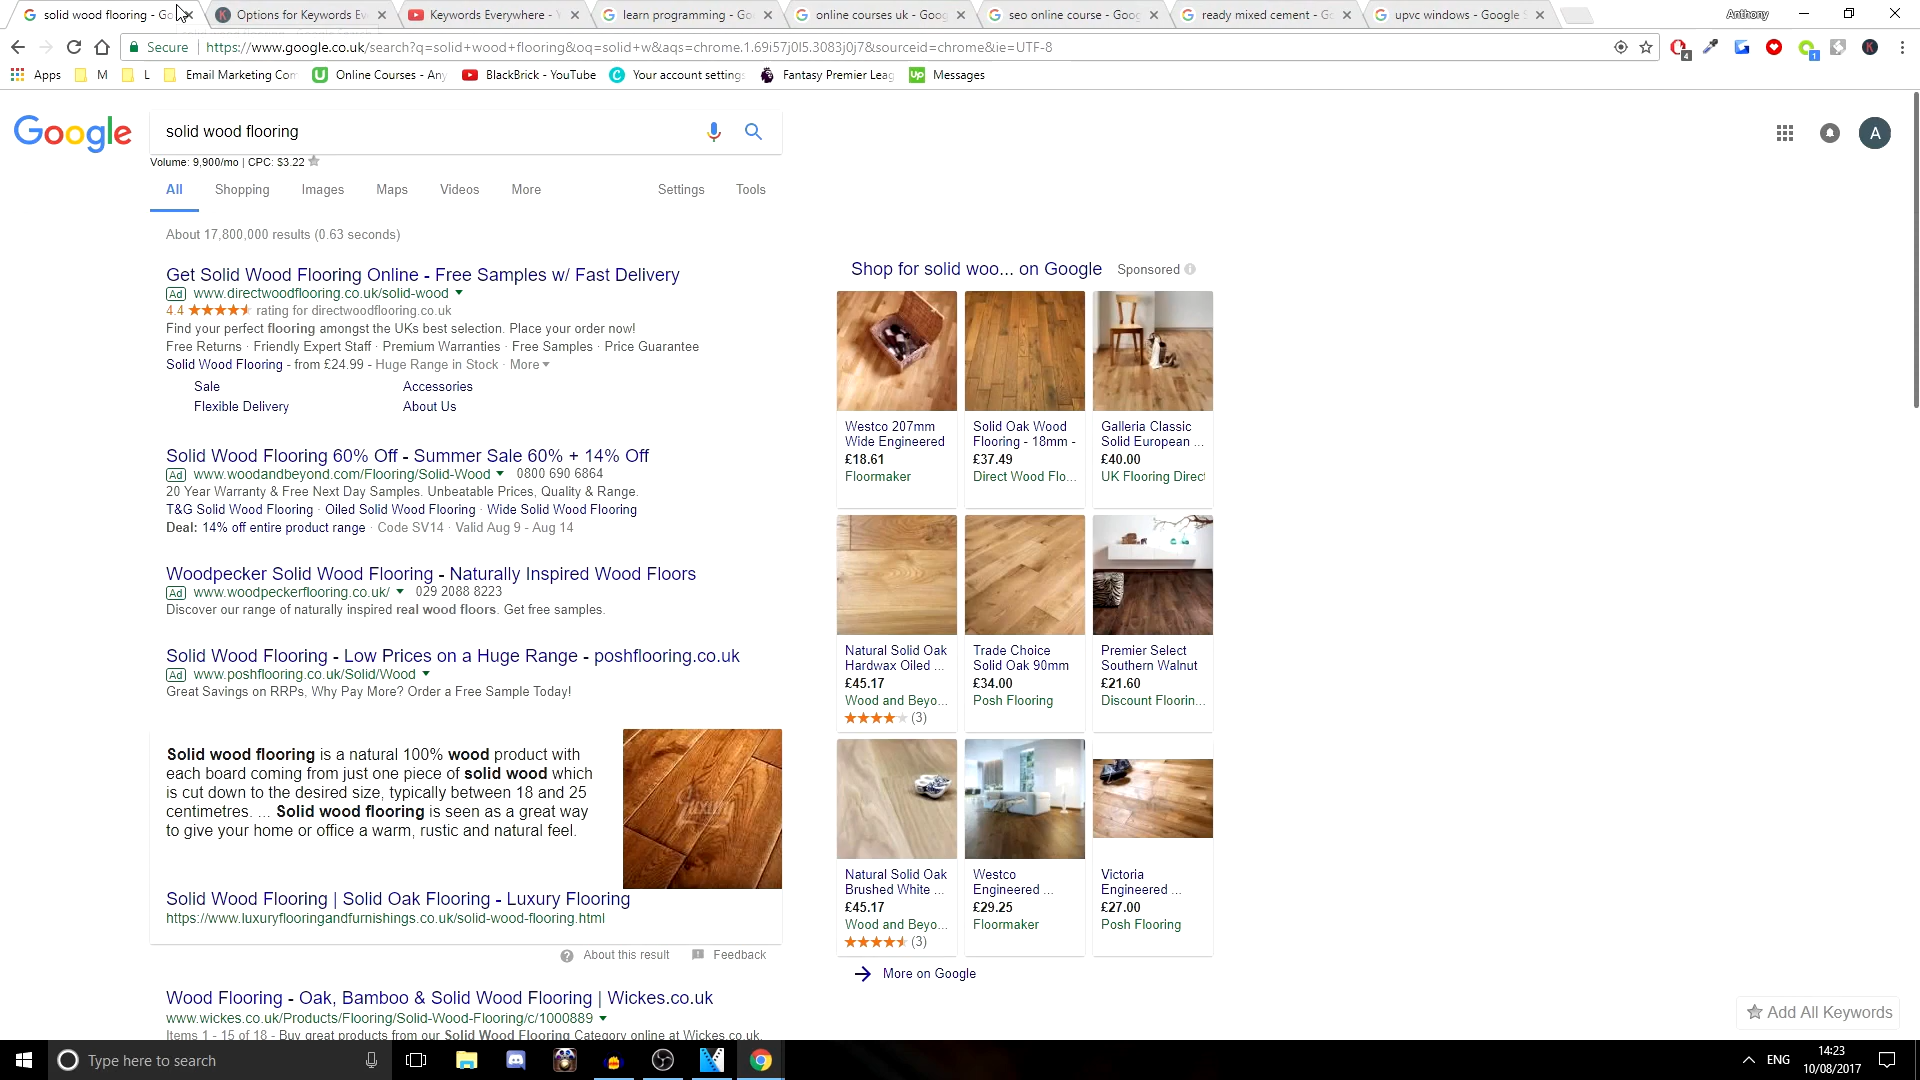 solid wood flooring - Go
Options for Keywords Ev
Keywords Everywhere - Y
learn programming - Go
online courses uk - Goog
seo online course - Goog
ready mixed cement - G
upvc windows - Google S
Anthony
Secure
https://www.google.co.uk/search?q=solid+wood+flooring&oq=solid+w&aqs=chrome.1.69i57j0l5.3083j0j7&sourceid=chrome&ie=UTF-8
Apps
M
L
Email Marketing Con
Online Courses - Any
BlackBrick - YouTube
Your account settings
Fantasy Premier Leag
Messages
Google
solid wood flooring
A
Volume: 9,900/mo | CPC: $3.22
All
Shopping
Images
Maps
Videos
More
Settings
Tools
About 17,800,000 results (0.63 seconds)
Get Solid Wood Flooring Online - Free Samples w/ Fast Delivery
Ad www.directwoodflooring.co.uk/solid-wood
4.4 rating for directwoodflooring.co.uk
Find your perfect flooring amongst the UKs best selection. Place your order now!
Free Returns · Friendly Expert Staff · Premium Warranties · Free Samples · Price Guarantee
Solid Wood Flooring - from £24.99 - Huge Range in Stock · More
Sale
Accessories
Flexible Delivery
About Us
Solid Wood Flooring 60% Off - Summer Sale 60% + 14% Off
Ad www.woodandbeyond.com/Flooring/Solid-Wood 0800 690 6864
20 Year Warranty & Free Next Day Samples. Unbeatable Prices, Quality & Range.
T&G Solid Wood Flooring · Oiled Solid Wood Flooring · Wide Solid Wood Flooring
Deal: 14% off entire product range · Code SV14 · Valid Aug 9 - Aug 14
Woodpecker Solid Wood Flooring - Naturally Inspired Wood Floors
Ad www.woodpeckerflooring.co.uk/ 029 2088 8223
Discover our range of naturally inspired real wood floors. Get free samples.
Solid Wood Flooring - Low Prices on a Huge Range - poshflooring.co.uk
Ad www.poshflooring.co.uk/Solid/Wood
Great Savings on RRPs, Why Pay More? Order a Free Sample Today!
Solid wood flooring is a natural 100% wood product with
each board coming from just one piece of solid wood which
is cut down to the desired size, typically between 18 and 25
centimetres. ... Solid wood flooring is seen as a great way
to give your home or office a warm, rustic and natural feel.
Luxury
Solid Wood Flooring | Solid Oak Flooring - Luxury Flooring
https://www.luxuryflooringandfurnishings.co.uk/solid-wood-flooring.html
About this result
Feedback
Wood Flooring - Oak, Bamboo & Solid Wood Flooring | Wickes.co.uk
www.wickes.co.uk/Products/Flooring/Solid-Wood-Flooring/c/1000889
Items 1 - 15 of 18 - Buy great products from our Solid Wood Flooring Category online at Wickes.co.uk.
Shop for solid woo... on Google Sponsored
Westco 207mm
Wide Engineered
£18.61
Floormaker
Solid Oak Wood
Flooring - 18mm -
£37.49
Direct Wood Flo...
Galleria Classic
Solid European ...
£40.00
UK Flooring Direct
Natural Solid Oak
Hardwax Oiled ...
£45.17
Wood and Beyo...
(3)
Trade Choice
Solid Oak 90mm
£34.00
Posh Flooring
Premier Select
Southern Walnut
£21.60
Discount Floorin...
Natural Solid Oak
Brushed White ...
£45.17
Wood and Beyo...
(3)
Westco
Engineered ...
£29.25
Floormaker
Victoria
Engineered ...
£27.00
Posh Flooring
More on Google
Add All Keywords
Type here to search
ENG
14:23
10/08/2017